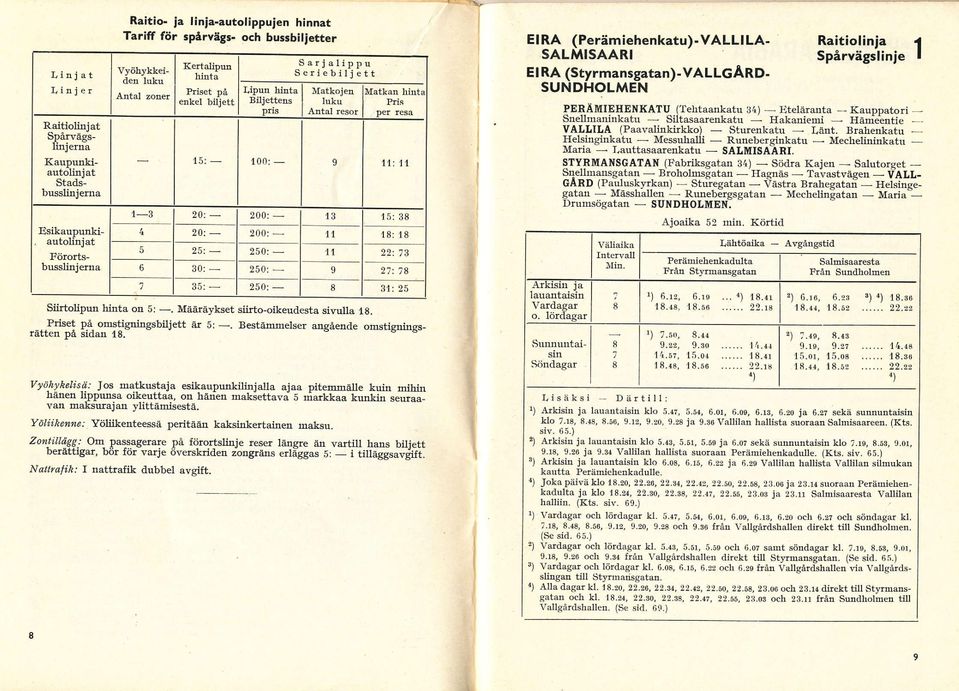 Raitio- ja linja-autolippujen hinnat
Tariff för spårvägs- och bussbiljetter
Linjat
Linjer
Vyöhykkei-
den luku
Antal zoner
Kertalipun
hinta
Priset på
enkel biljett
Sarjalippu
Seriebiljett
Lipun hinta
Biljettens
pris
Matkojen
luku
Antal resor
Matkan hinta
Pris
per resa
Raitiolinjat
Spårvägs-
linjerna
Kaupunki-
autolinjat
Stads-
busslinjerna
— 15: — 100: — 9 11: 11
Esikaupunki-
autolinjat
Förorts-
busslinjerna
1—3 20: — 200: — 13 15: 38
4 20: — 200: — 11 18: 18
5 25: — 250: — 11 22: 73
6 30: — 250: — 9 27: 78
7 35: — 250: — 8 31: 25
Siirtolipun hinta on 5: —. Määräykset siirto-oikeudesta sivulla 18.
Priset på omstigningsbiljett är 5: —. Bestämmelser angående omstignings-
rätten på sidan 18.
Vyöhykelisä: Jos matkustaja esikaupunkilinjalla ajaa pitemmälle kuin mihin
hänen lippunsa oikeuttaa, on hänen maksettava 5 markkaa kunkin seuraa-
van maksurajan ylittämisestä.
Yöliikenne: Yöliikenteessä peritään kaksinkertainen maksu.
Zontillägg: Om passagerare på förortslinje reser längre än vartill hans biljett
berättigar, bör för varje överskriden zongräns erläggas 5: — i tilläggsavgift.
Nattrafik: I nattrafik dubbel avgift.
8
EIRA (Perämiehenkatu)-VALLILA-
SALMISAARI
EIRA (Styrmansgatan)-VALLGÅRD-
SUNDHOLMEN
Raitiolinja
Spårvägslinje 1
PERÄMIEHENKATU (Tehtaankatu 34) — Eteläranta — Kauppatori —
Snellmaninkatu — Siltasaarenkatu — Hakaniemi — Hämeentie —
VALLILA (Paavalinkirkko) — Sturenkatu — Länt. Brahenkatu —
Helsinginkatu — Messuhalli — Runeberginkatu — Mechelininkatu —
Maria — Lauttasaarenkatu — SALMISAARI.
STYRMANSGATAN (Fabriksgatan 34) — Södra Kajen — Salutorget —
Snellmansgatan — Broholmsgatan — Hagnäs — Tavastvägen — VALL-
GÅRD (Pauluskyrkan) — Sturegatan — Västra Brahegatan — Helsinge-
gatan — Mässhallen — Runebergsgatan — Mechelingatan — Maria —
Drumsögatan — SUNDHOLMEN.
Ajoaika 52 min. Körtid
Väliaika
Intervall
Min.
Lähtöaika — Avgångstid
Perämiehenkadulta
Från Styrmansgatan
Salmisaaresta
Från Sundholmen
Arkisin ja
lauantaisin
Vardagar
o. lördagar
7 ¹) 6.12, 6.19 ... ⁴) 18.41 ²) 6.16, 6.23 ³) ⁴) 18.36
8 18.48, 18.56 ...... 22.18 18.44, 18.52 ...... 22.22
Sunnuntai-
sin
Söndagar
— ¹) 7.50, 8.44 ²) 7.49, 8.43
8 9.22, 9.30 ...... 14.44 9.19, 9.27 ...... 14.48
7 14.57, 15.04 ...... 18.41 15.01, 15.08 ...... 18.36
8 18.48, 18.56 ...... 22.18 18.44, 18.52 ...... 22.22
⁴) ⁴)
Lisäksi — Därtill:
¹) Arkisin ja lauantaisin klo 5.47, 5.54, 6.01, 6.09, 6.13, 6.20 ja 6.27 sekä sunnuntaisin
klo 7.18, 8.48, 8.56, 9.12, 9.20, 9.28 ja 9.36 Vallilan hallista suoraan Salmisaareen. (Kts.
siv. 65.)
²) Arkisin ja lauantaisin klo 5.43, 5.51, 5.59 ja 6.07 sekä sunnuntaisin klo 7.19, 8.53, 9.01,
9.18, 9.26 ja 9.34 Vallilan hallista Perämiehenkadulle. (Kts. siv. 65.)
³) Arkisin ja lauantaisin klo 6.08, 6.15, 6.22 ja 6.29 Vallilan hallista Vallilan silmukan
kautta Perämiehenkadulle.
⁴) Joka päivä klo 18.20, 22.26, 22.34, 22.42, 22.50, 22.58, 23.06 ja 23.14 suoraan Perämiehen-
kadulta ja klo 18.24, 22.30, 22.38, 22.47, 22.55, 23.03 ja 23.11 Salmisaaresta Vallilan
halliin. (Kts. siv. 69.)
¹) Vardagar och lördagar kl. 5.47, 5.54, 6.01, 6.09, 6.13, 6.20 och 6.27 och söndagar kl.
7.18, 8.48, 8.56, 9.12, 9.20, 9.28 och 9.36 från Vallgårdshallen direkt till Sundholmen.
(Se sid. 65.)
²) Vardagar och lördagar kl. 5.43, 5.51, 5.59 och 6.07 samt söndagar kl. 7.19, 8.53, 9.01,
9.18, 9.26 och 9.34 från Vallgårdshallen till Styrmansgatan. (Se sid. 65.)
³) Vardagar och lördagar kl. 6.08, 6.15, 6.22 och 6.29 från Vallgårdshallen via Vallgårds-
slingan till Styrmansgatan.
⁴) Alla dagar kl. 18.20, 22.26, 22.34, 22.42, 22.50, 22.58, 23.06 och 23.14 direkt till Styrmans-
gatan och kl. 18.24, 22.30, 22.38, 22.47, 22.55, 23.03 och 23.11 från Sundholmen till
Vallgårdshallen. (Se sid. 69.)
9